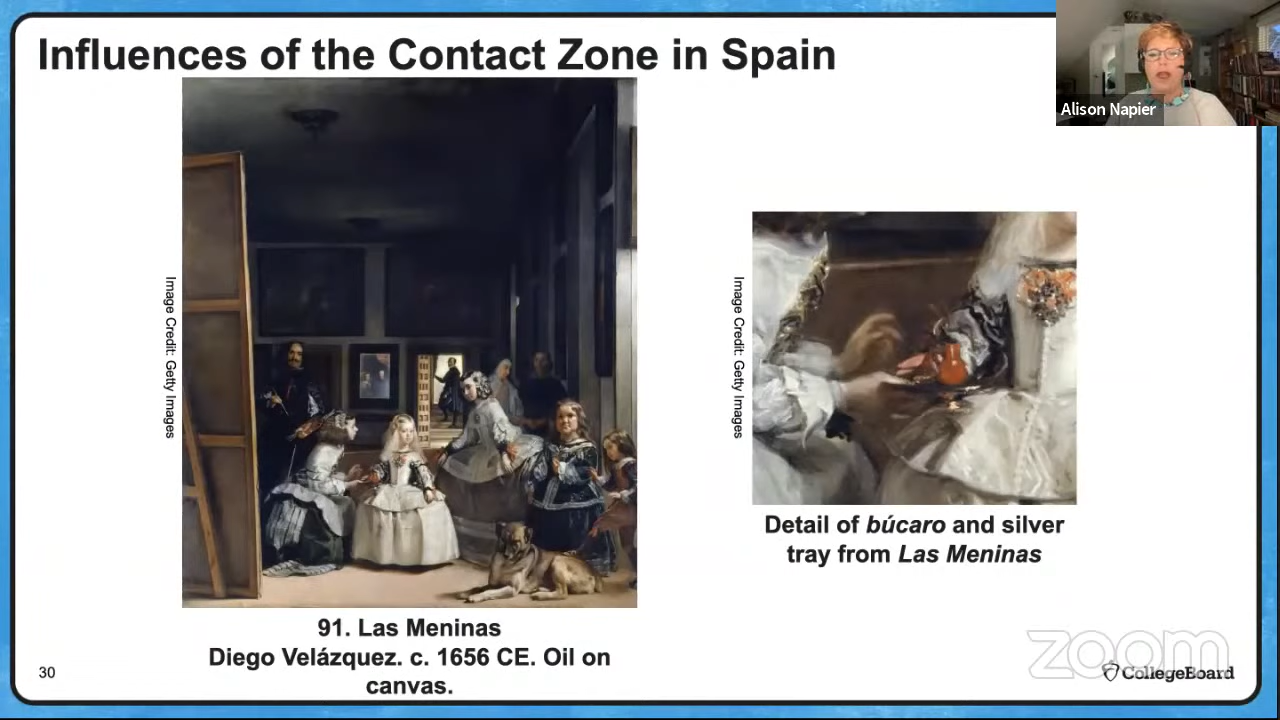 Influences of the Contact Zone in Spain
Alison Napier
Image Credit: Getty Images
Image Credit: Getty Images
Detail of búcaro and silver
tray from Las Meninas
91. Las Meninas
Diego Velázquez. c. 1656 CE. Oil on
canvas.
30
zoom
CollegeBoard